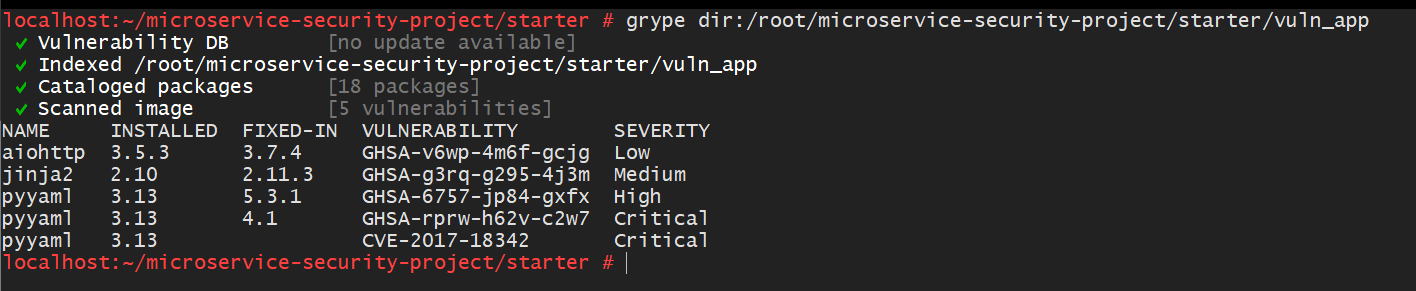 localhost:~/microservice-security-project/starter # grype dir:/root/microservice-security-project/starter/vuln_app
✓ Vulnerability DB        [no update available]
✓ Indexed /root/microservice-security-project/starter/vuln_app
✓ Cataloged packages      [18 packages]
✓ Scanned image           [5 vulnerabilities]
NAME     INSTALLED  FIXED-IN  VULNERABILITY        SEVERITY
aiohttp  3.5.3      3.7.4     GHSA-v6wp-4m6f-gcjg  Low
jinja2   2.10       2.11.3    GHSA-g3rq-g295-4j3m  Medium
pyyaml   3.13       5.3.1     GHSA-6757-jp84-gxfx  High
pyyaml   3.13       4.1       GHSA-rprw-h62v-c2w7  Critical
pyyaml   3.13                 CVE-2017-18342       Critical
localhost:~/microservice-security-project/starter #